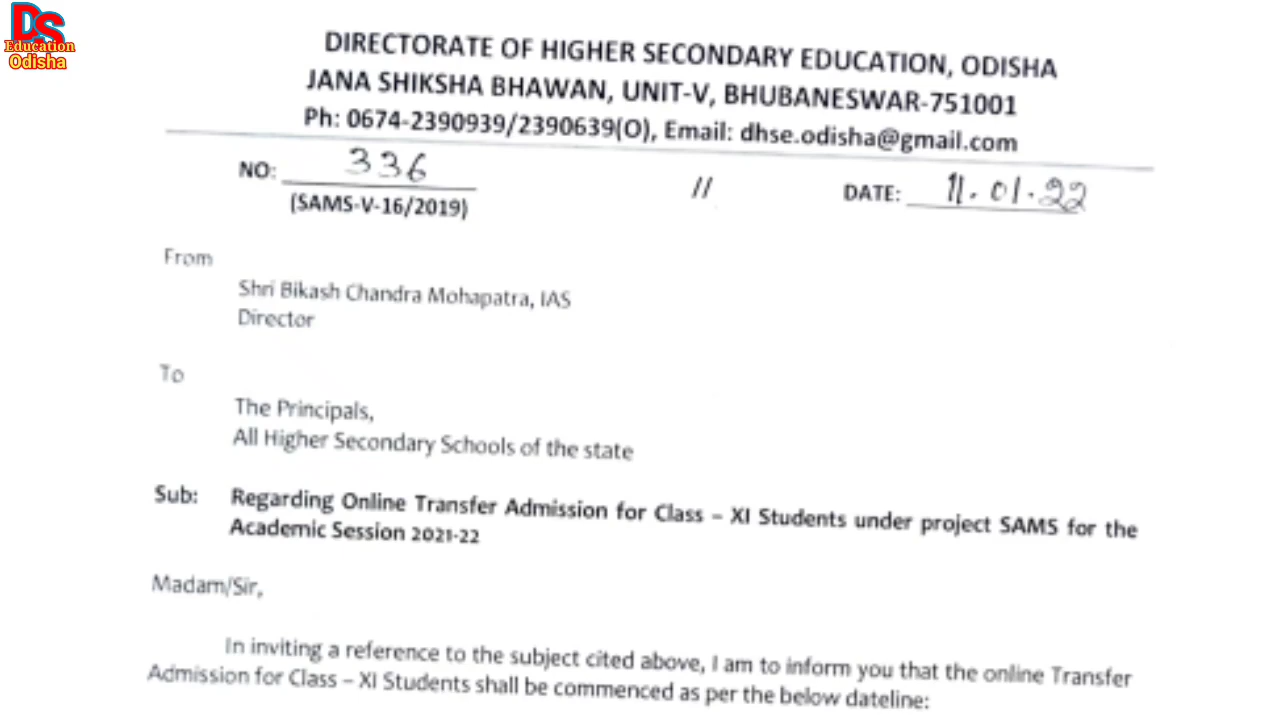 DS
Education
Odisha
DIRECTORATE OF HIGHER SECONDARY EDUCATION, ODISHA
JANA SHIKSHA BHAWAN, UNIT-V, BHUBANESWAR-751001
Ph: 0674-2390939/2390639(O), Email: dhse.odisha@gmail.com
NO: 336 // DATE: 11.01.22
(SAMS-V-16/2019)
From
Shri Bikash Chandra Mohapatra, IAS
Director
To
The Principals,
All Higher Secondary Schools of the state
Sub: Regarding Online Transfer Admission for Class – XI Students under project SAMS for the
Academic Session 2021-22
Madam/Sir,
In inviting a reference to the subject cited above, I am to inform you that the online Transfer
Admission for Class – XI Students shall be commenced as per the below dateline: